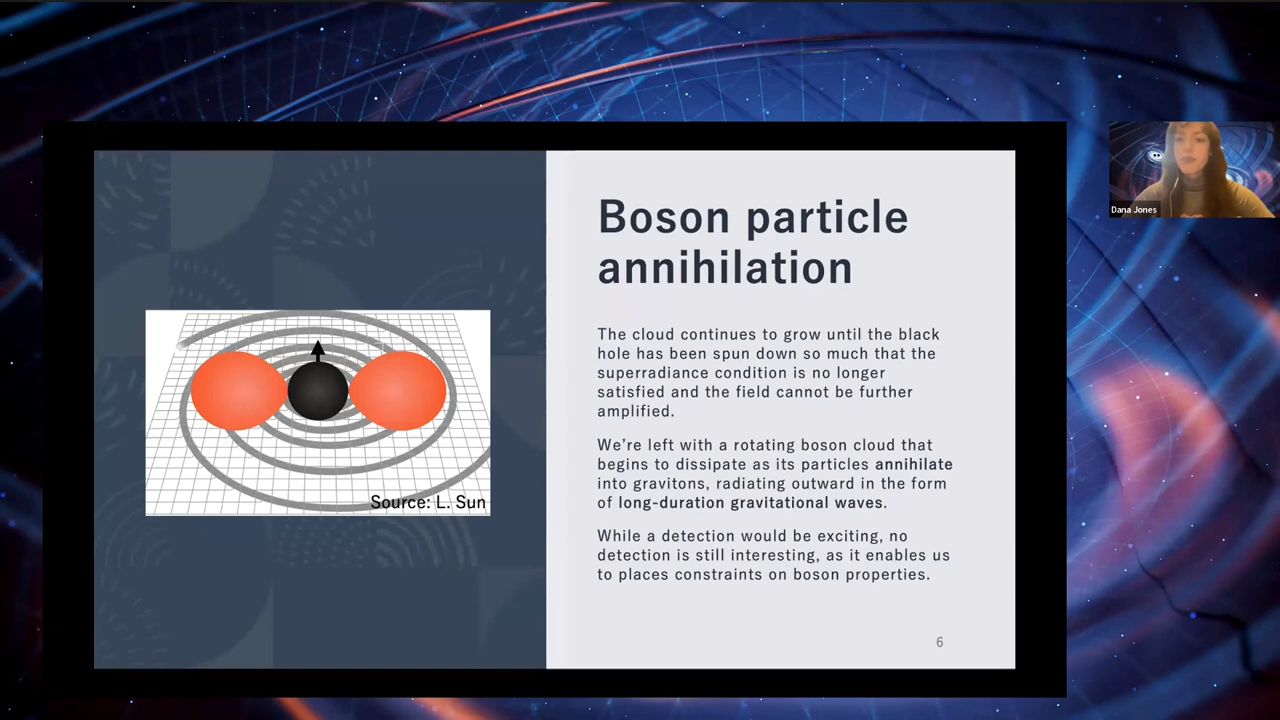 Boson particle
annihilation
The cloud continues to grow until the black
hole has been spun down so much that the
superradiance condition is no longer
satisfied and the field cannot be further
amplified.
We’re left with a rotating boson cloud that
begins to dissipate as its particles annihilate
into gravitons, radiating outward in the form
of long-duration gravitational waves.
While a detection would be exciting, no
detection is still interesting, as it enables us
to places constraints on boson properties.
Source: L. Sun
6
Dana Jones